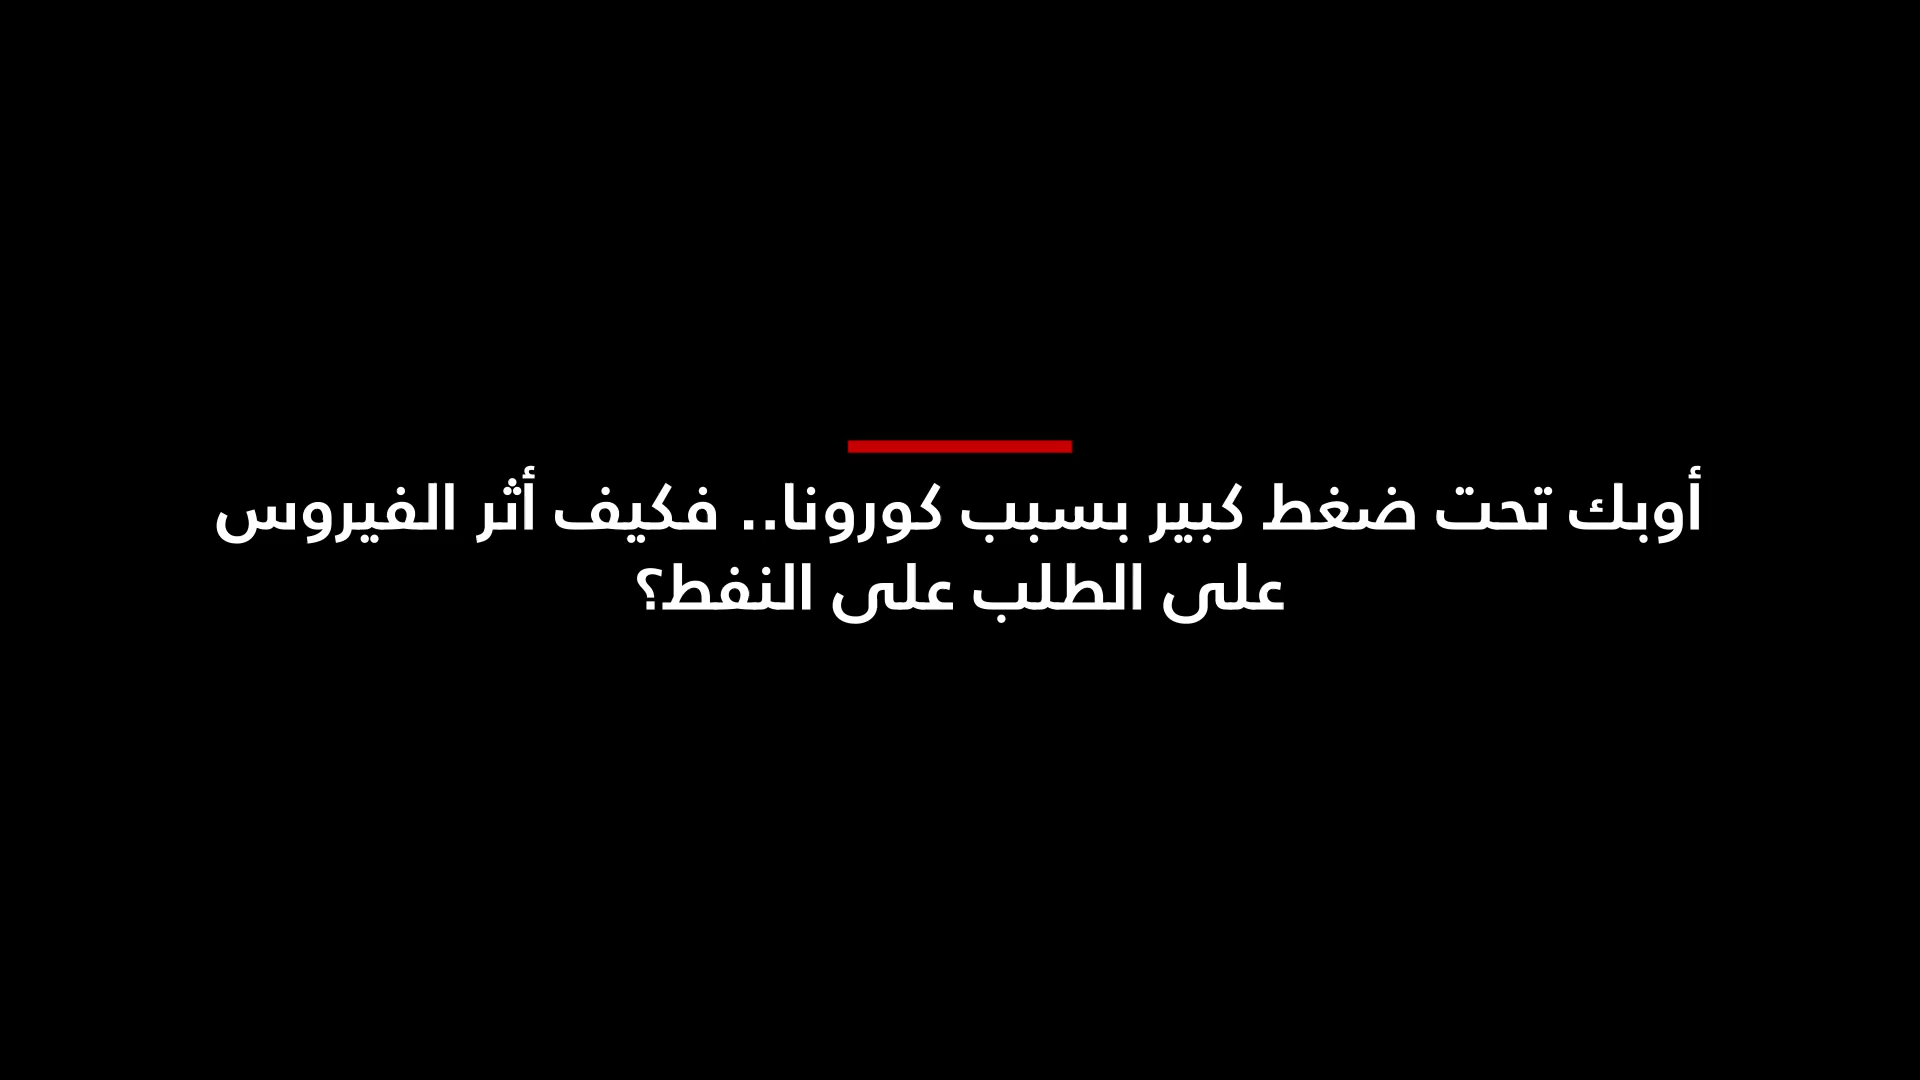 أوبك تحت ضغط كبير بسبب كورونا.. فكيف أثر الفيروس
على الطلب على النفط؟